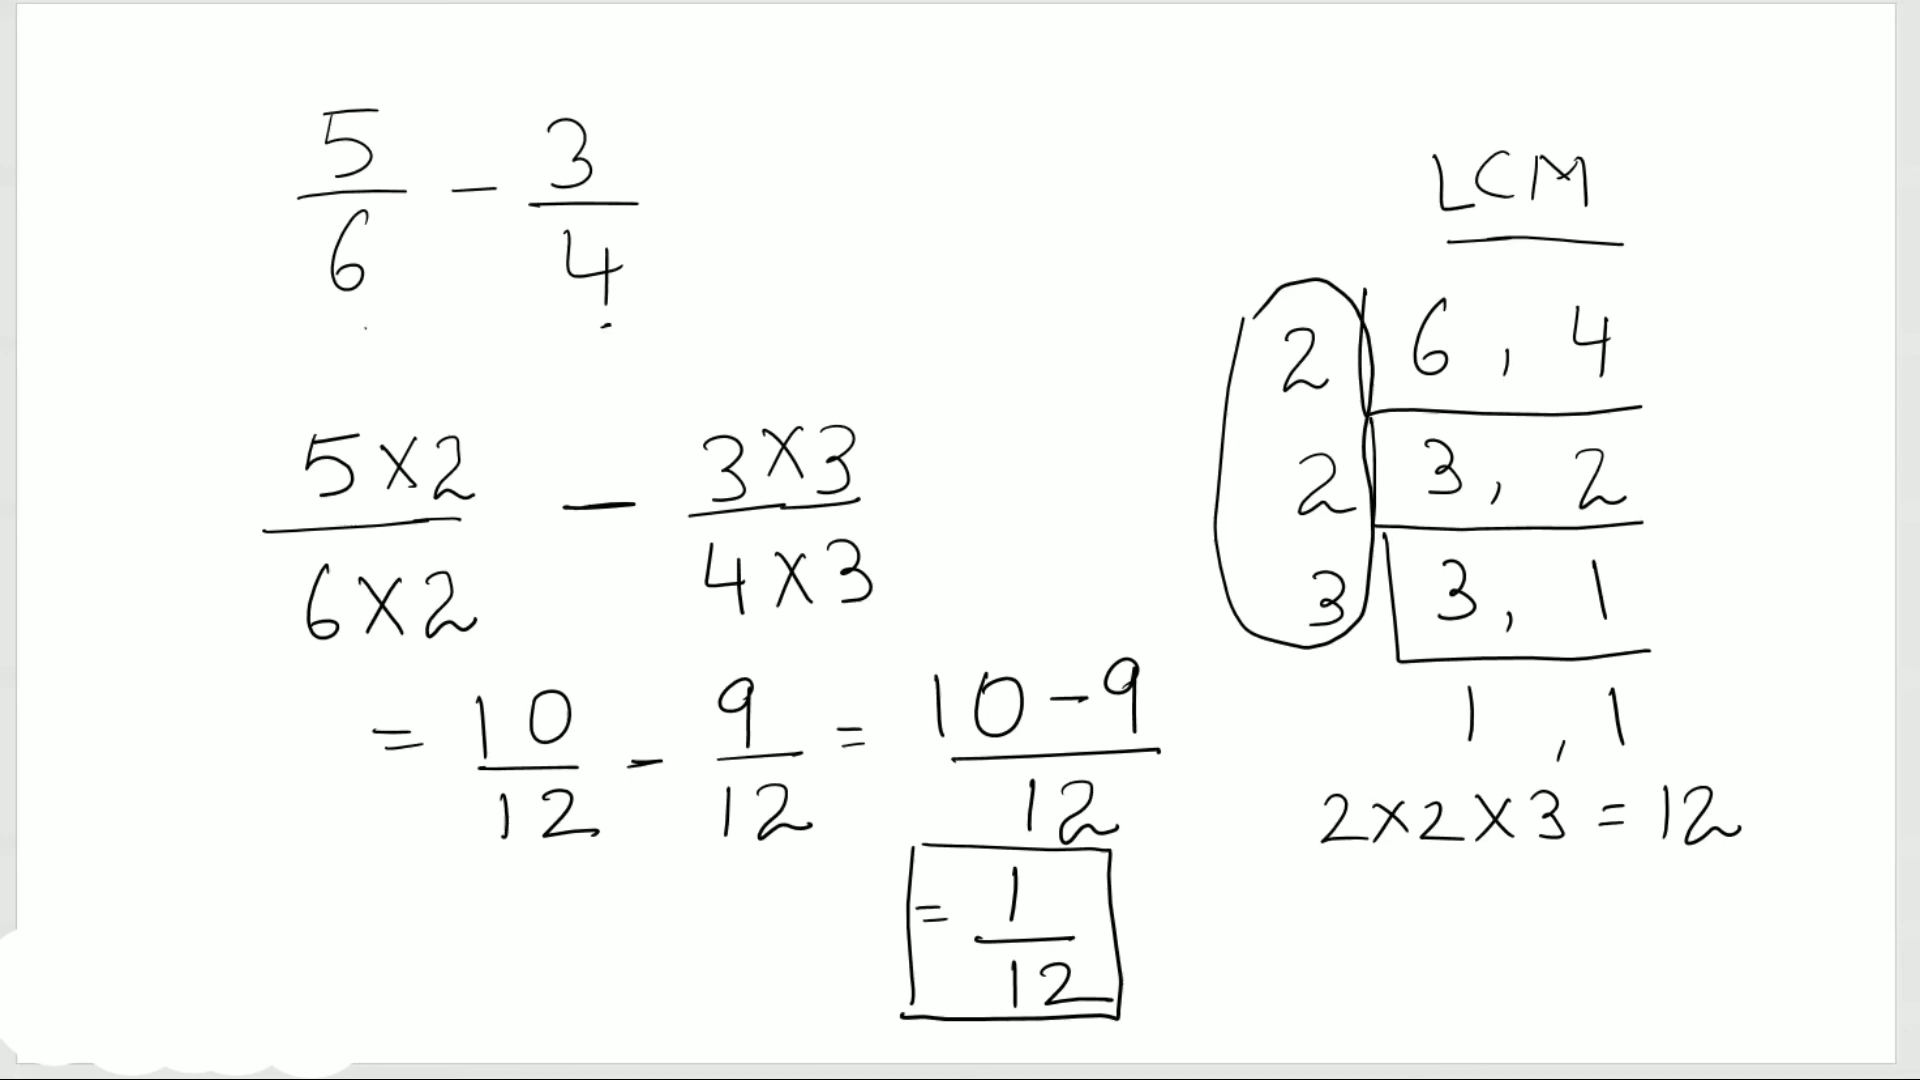 5/6 - 3/4
5×2/6×2 - 3×3/4×3
= 10/12 - 9/12 = 10-9/12
= 1/12
LCM
2 | 6, 4
2 | 3, 2
3 | 3, 1
1, 1
2×2×3 = 12